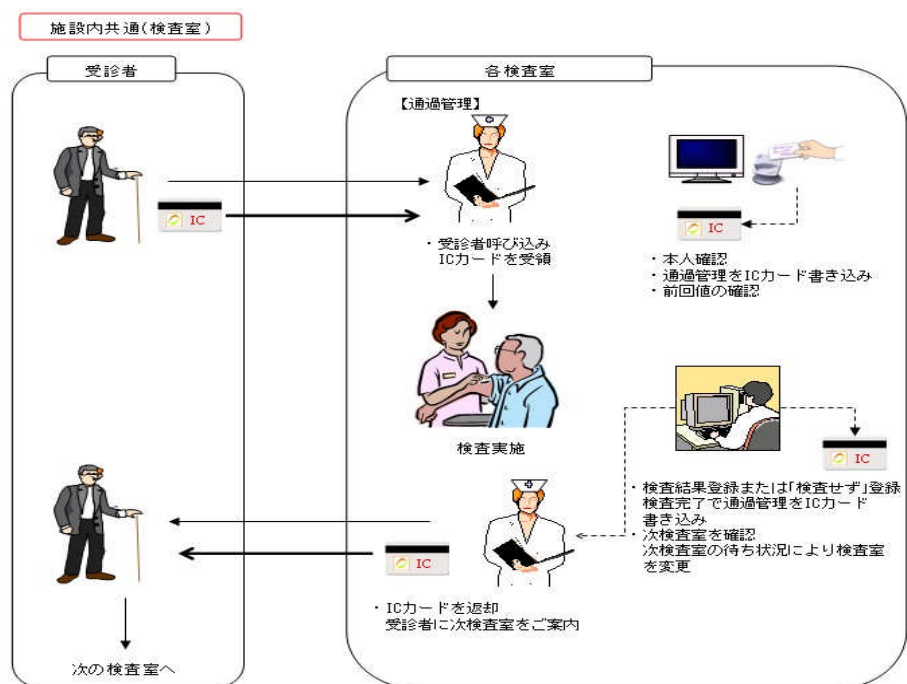 施設内共通(検査室)
受診者
各検査室
【通過管理】
IC
・受診者呼び込み
ICカードを受領
IC
・本人確認
・通過管理をICカード書き込み
・前回値の確認
検査実施
IC
・検査結果登録または「検査せず」登録
検査完了で通過管理をICカード
書き込み
・次検査室を確認
次検査室の待ち状況により検査室
を変更
IC
・ICカードを返却
受診者に次検査室をご案内
次の検査室へ